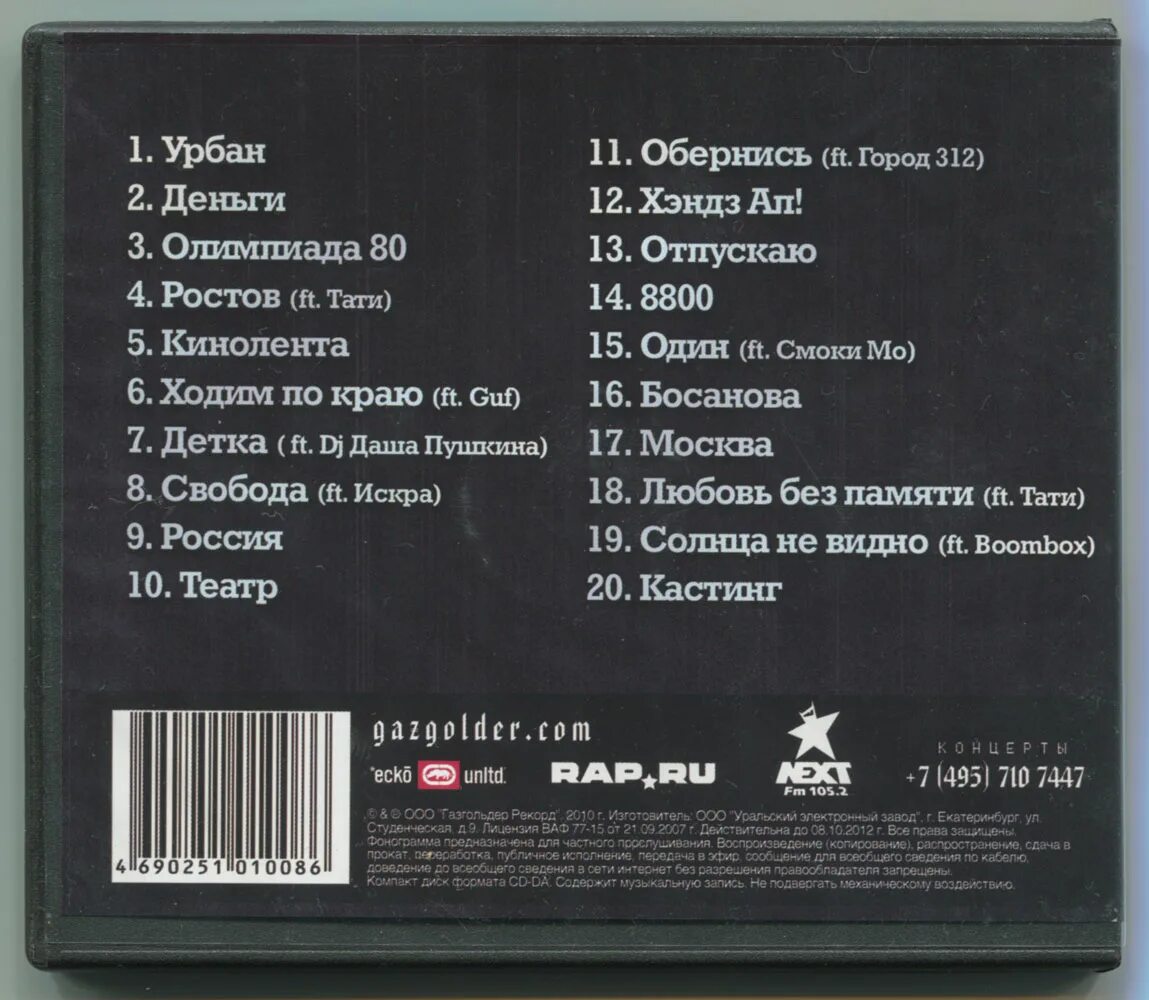 1. Урбан
2. Деньги
3. Олимпиада 80
4. Ростов (ft. Тати)
5. Кинолента
6. Ходим по краю (ft. Guf)
7. Детка ( ft. Dj Даша Пушкина)
8. Свобода (ft. Искра)
9. Россия
10. Театр
11. Обернись (ft. Город 312)
12. Хэндз Ап!
13. Отпускаю
14. 8800
15. Один (ft. Смоки Мо)
16. Босанова
17. Москва
18. Любовь без памяти (ft. Тати)
19. Солнца не видно (ft. Boombox)
20. Кастинг
4 690251 010086
gazgolder.com
*eckō unltd.
RAP.RU
NEXT
Fm 105.2
КОНЦЕРТЫ
+7 (495) 710 7447
© & ℗ ООО "Газгольдер Рекорд", 2010 г. Изготовитель: ООО "Уральский электронный завод". г. Екатеринбург, ул.
Студенческая, д.9. Лицензия ВАФ 77-15 от 21.09.2007 г. Действительна до 08.10.2012 г. Все права защищены.
Фонограмма предназначена для частного прослушивания. Воспроизведение (копирование), распространение, сдача в
прокат, переработка, публичное исполнение, передача в эфир, сообщение для всеобщего сведения по кабелю,
доведение до всеобщего сведения в сети интернет без разрешения правообладателя запрещены.
Компакт диск формата CD-DA. Содержит музыкальную запись. Не подвергать механическому воздействию.